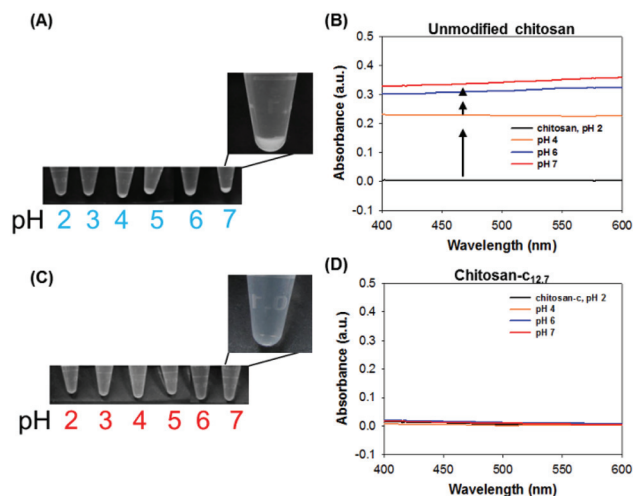 (A)
pH 2 3 4 5 6 7
(B)
Unmodified chitosan
Absorbance (a.u.)
0.5
0.4
0.3
0.2
0.1
0.0
-0.1
chitosan, pH 2
pH 4
pH 6
pH 7
400 450 500 550 600
Wavelength (nm)
(C)
pH 2 3 4 5 6 7
(D)
Chitosan-c12.7
Absorbance (a.u.)
0.5
0.4
0.3
0.2
0.1
0.0
-0.1
chitosan-c, pH 2
pH 4
pH 6
pH 7
400 450 500 550 600
Wavelength (nm)